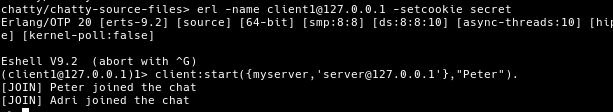 chatty/chatty-source-files> erl -name client1@127.0.0.1 -setcookie secret
Erlang/OTP 20 [erts-9.2] [source] [64-bit] [smp:8:8] [ds:8:8:10] [async-threads:10] [hip
e] [kernel-poll:false]
Eshell V9.2  (abort with ^G)
(client1@127.0.0.1)1> client:start({myserver,'server@127.0.0.1'},"Peter").
[JOIN] Peter joined the chat
[JOIN] Adri joined the chat